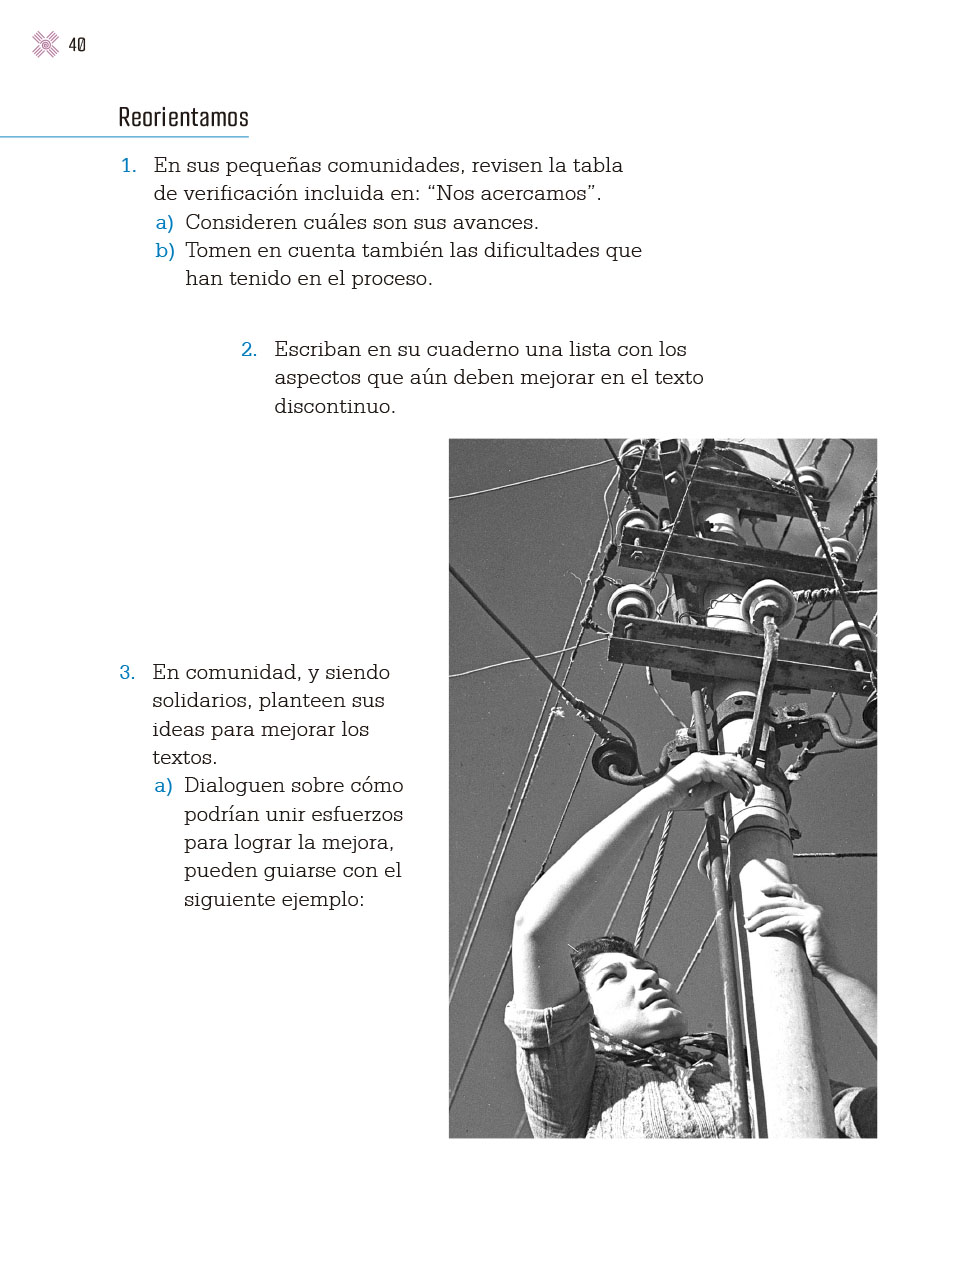 40
Reorientamos
1. En sus pequeñas comunidades, revisen la tabla
de verificación incluida en: “Nos acercamos”.
a) Consideren cuáles son sus avances.
b) Tomen en cuenta también las dificultades que
han tenido en el proceso.
2. Escriban en su cuaderno una lista con los
aspectos que aún deben mejorar en el texto
discontinuo.
3. En comunidad, y siendo
solidarios, planteen sus
ideas para mejorar los
textos.
a) Dialoguen sobre cómo
podrían unir esfuerzos
para lograr la mejora,
pueden guiarse con el
siguiente ejemplo: